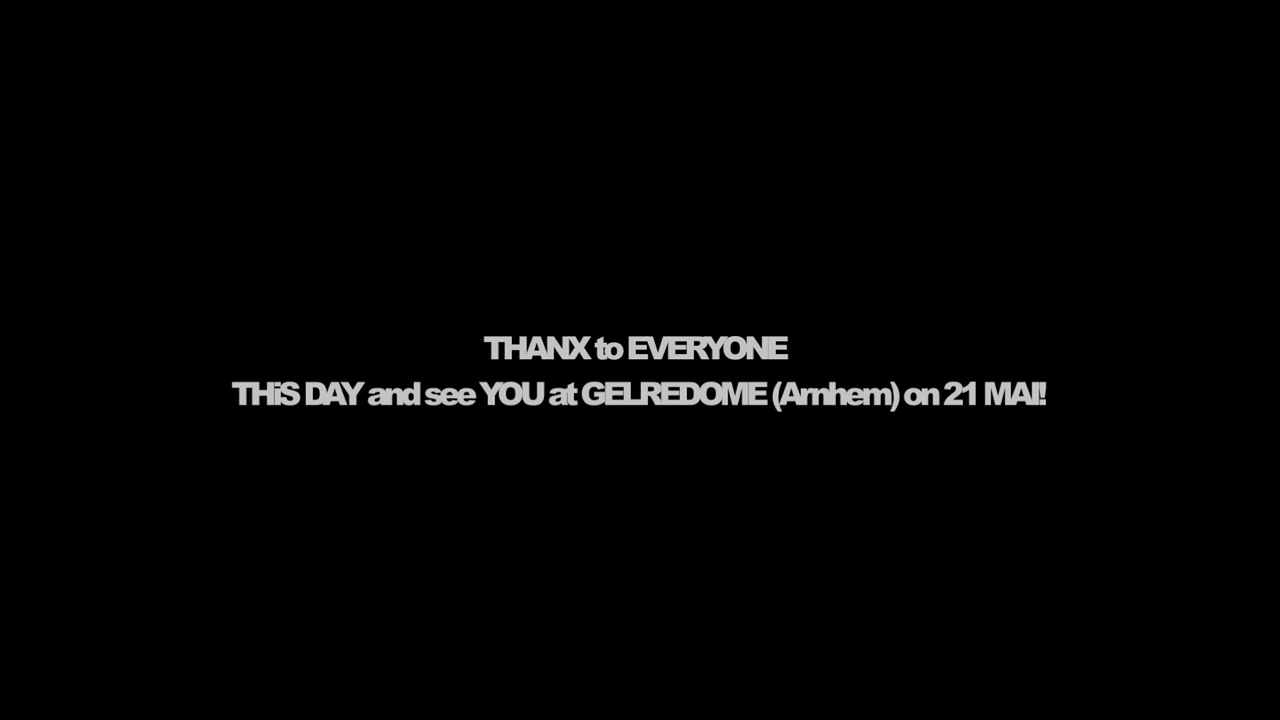 THANX to EVERYONE
THiS DAY and see YOU at GELREDOME (Arnhem) on 21 MAI!